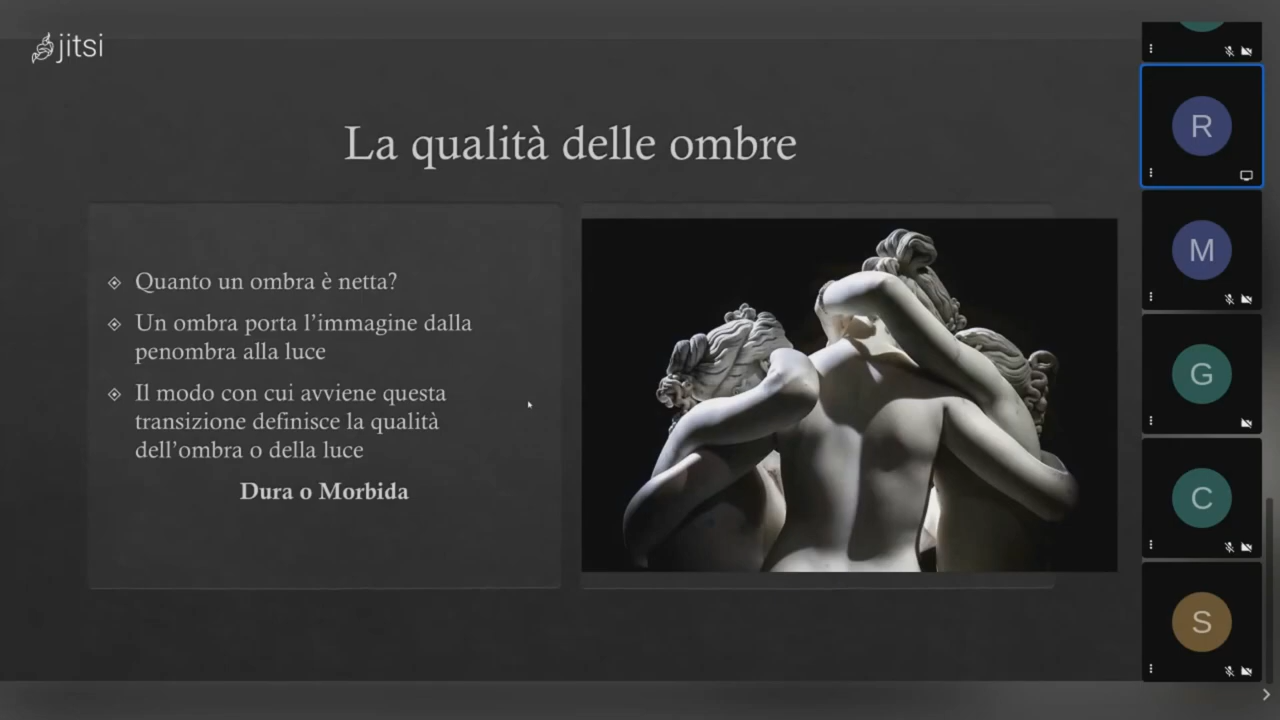 jitsi
La qualità delle ombre
Quanto un ombra è netta?
Un ombra porta l'immagine dalla
penombra alla luce
Il modo con cui avviene questa
transizione definisce la qualità
dell'ombra o della luce
Dura o Morbida
R
M
G
C
S